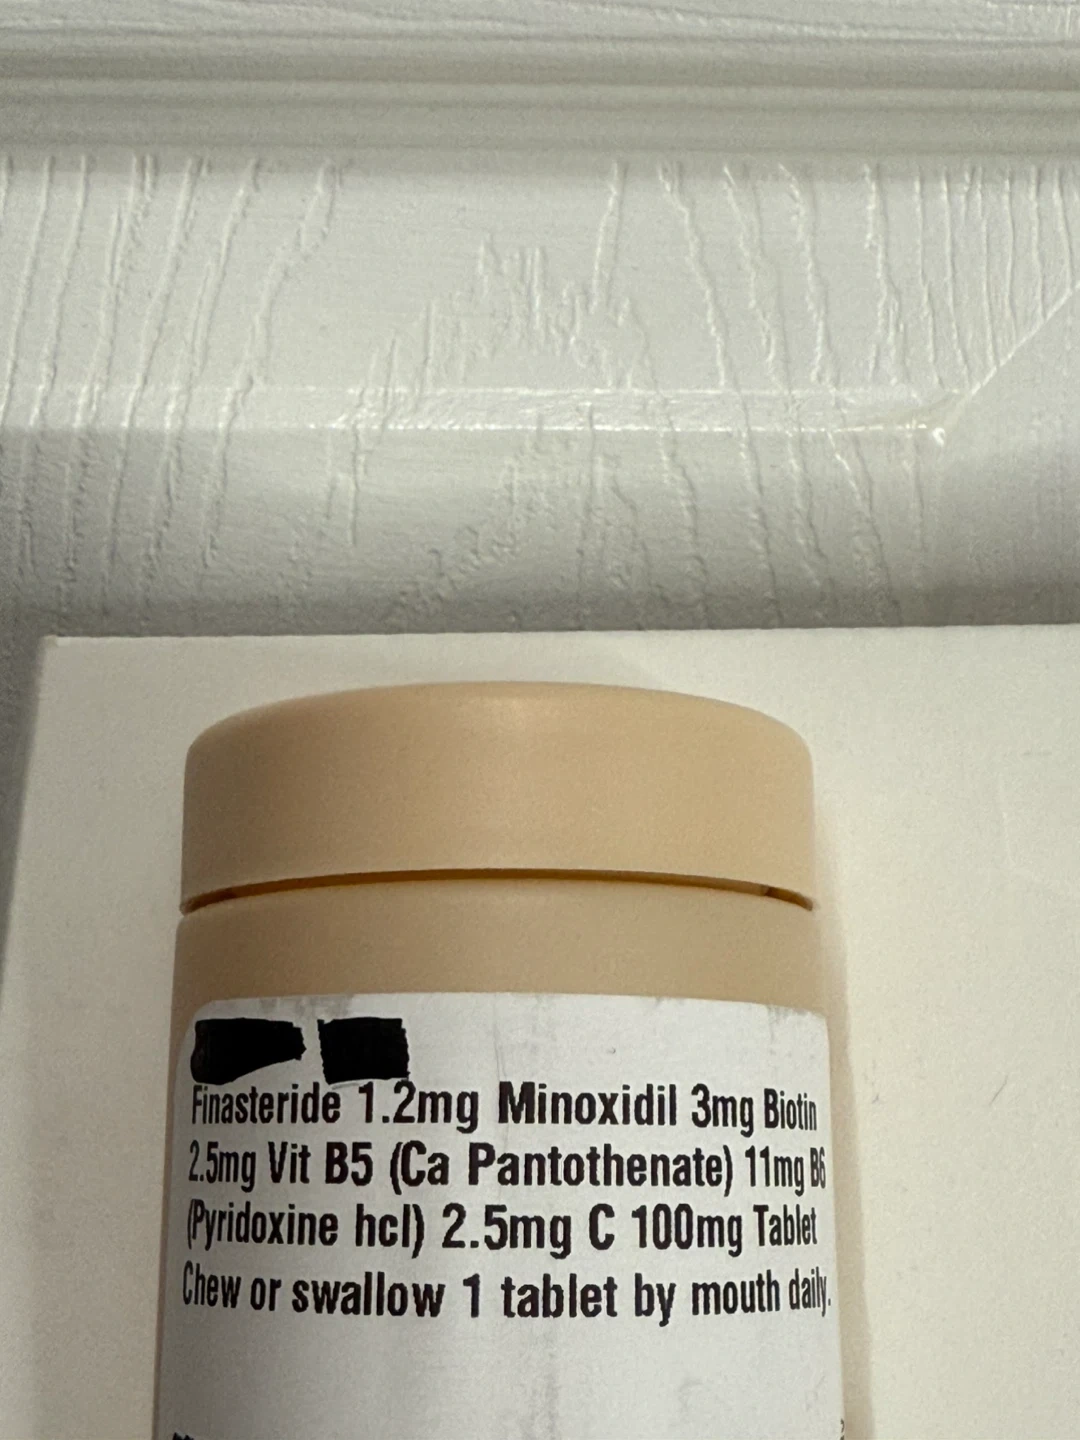 Finasteride 1.2mg Minoxidil 3mg Biotin
2.5mg Vit B5 (Ca Pantothenate) 11mg B6
(Pyridoxine hcl) 2.5mg C 100mg Tablet
Chew or swallow 1 tablet by mouth daily.